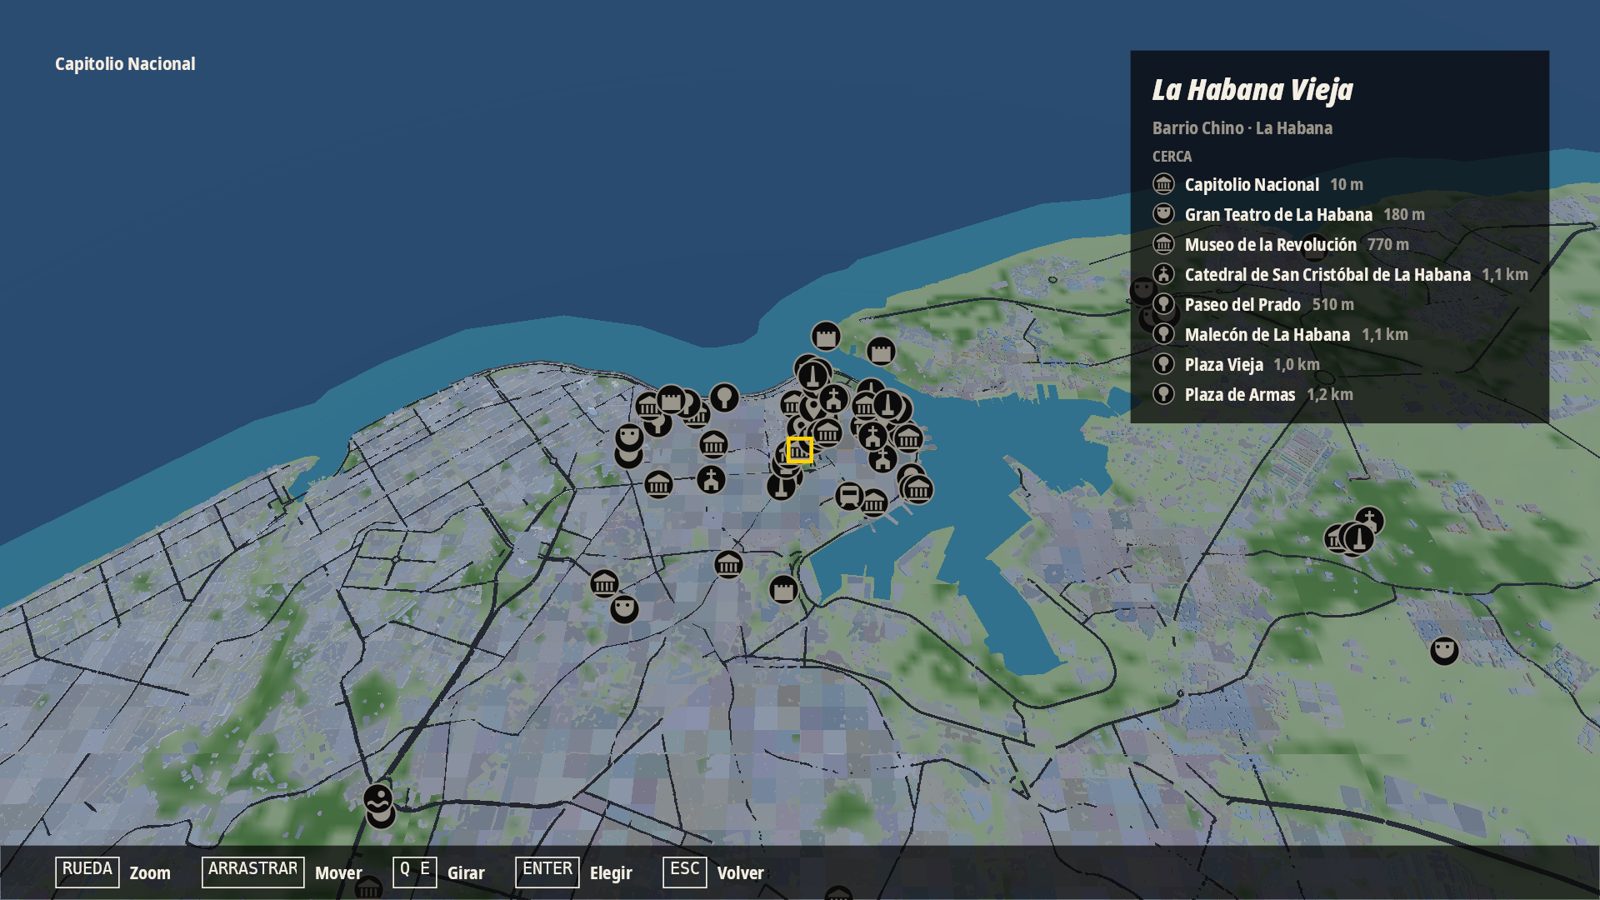 Capitolio Nacional
La Habana Vieja
Barrio Chino · La Habana
CERCA
Capitolio Nacional 10 m
Gran Teatro de La Habana 180 m
Museo de la Revolución 770 m
Catedral de San Cristóbal de La Habana 1,1 km
Paseo del Prado 510 m
Malecón de La Habana 1,1 km
Plaza Vieja 1,0 km
Plaza de Armas 1,2 km
RUEDA Zoom ARRASTRAR Mover Q E Girar ENTER Elegir ESC Volver